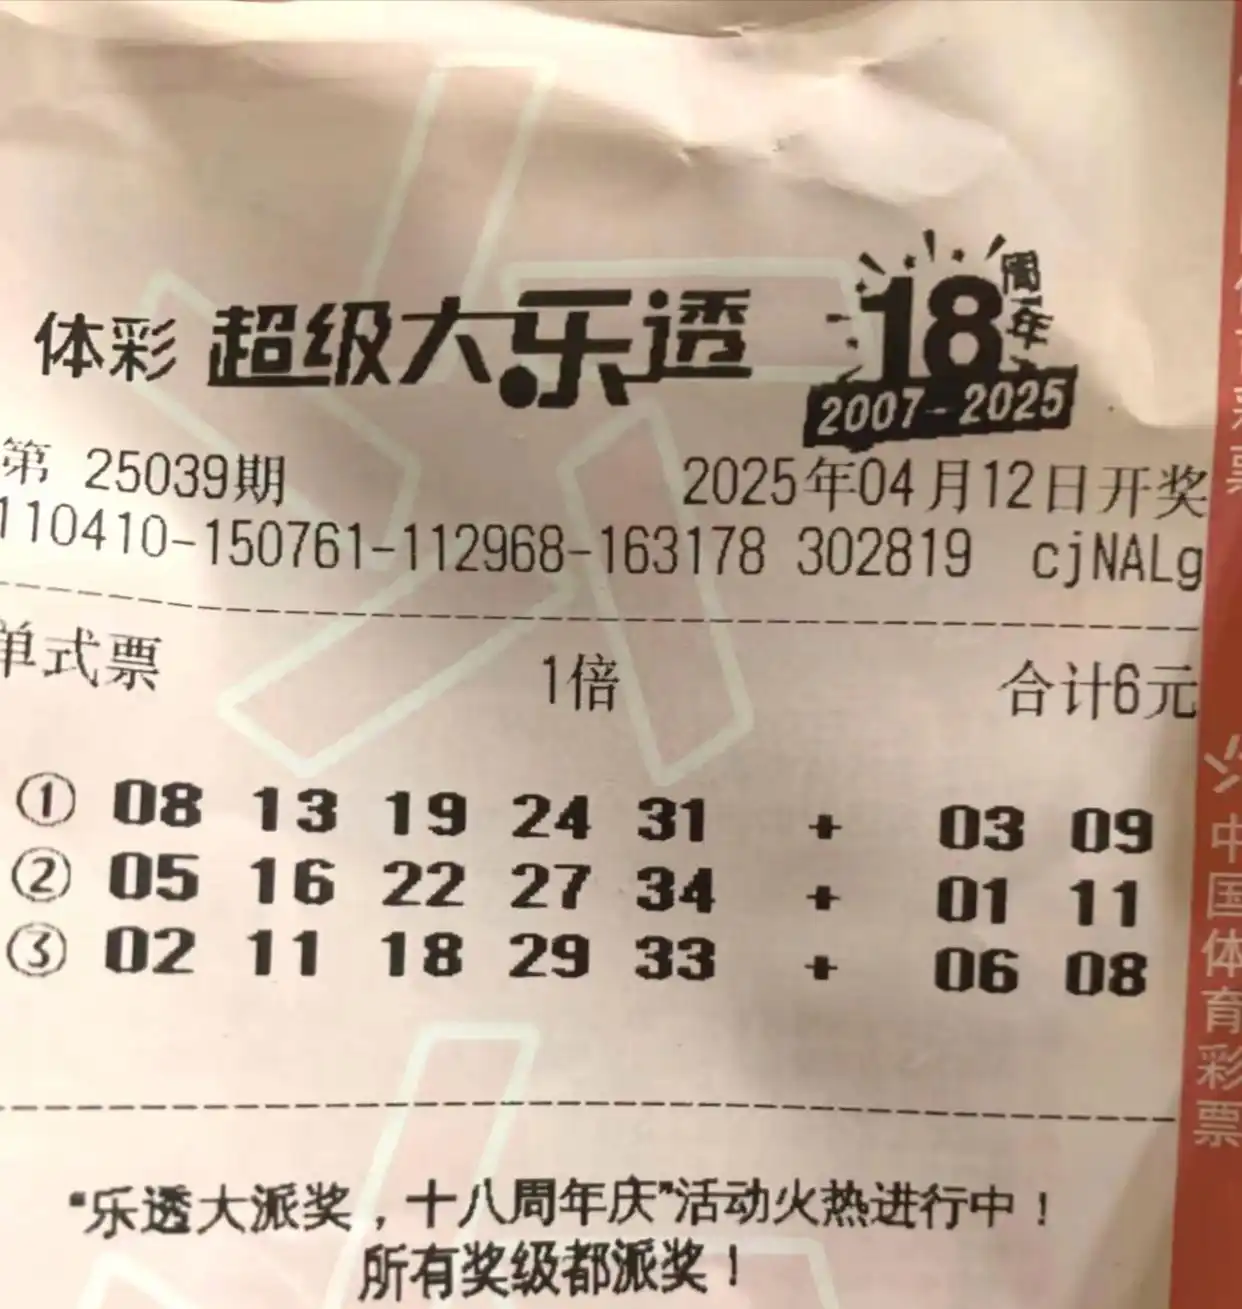 体彩 超级大乐透 18周年
2007-2025
第 25039期 2025年04月12日开奖
110410-150761-112968-163178 302819 cjNALg
单式票 1倍 合计6元
① 08 13 19 24 31 + 03 09
② 05 16 22 27 34 + 01 11
③ 02 11 18 29 33 + 06 08
“乐透大派奖，十八周年庆”活动火热进行中！
所有奖级都派奖！
中国体育彩票